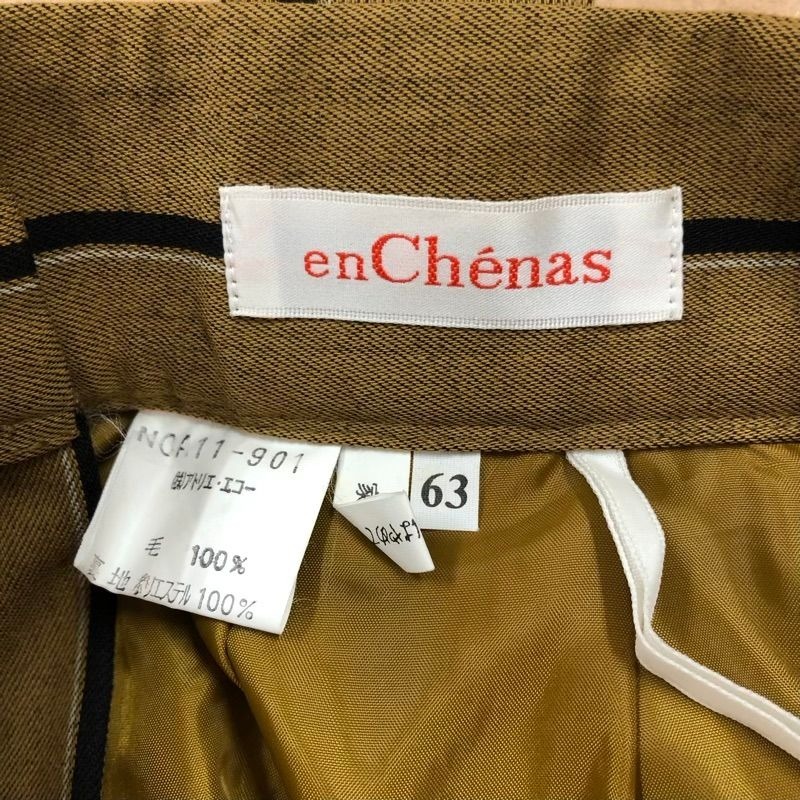 enChénas
NOA11-901
㈱アトリエ・エコー
毛 100%
裏 地 ポリエステル100%
63